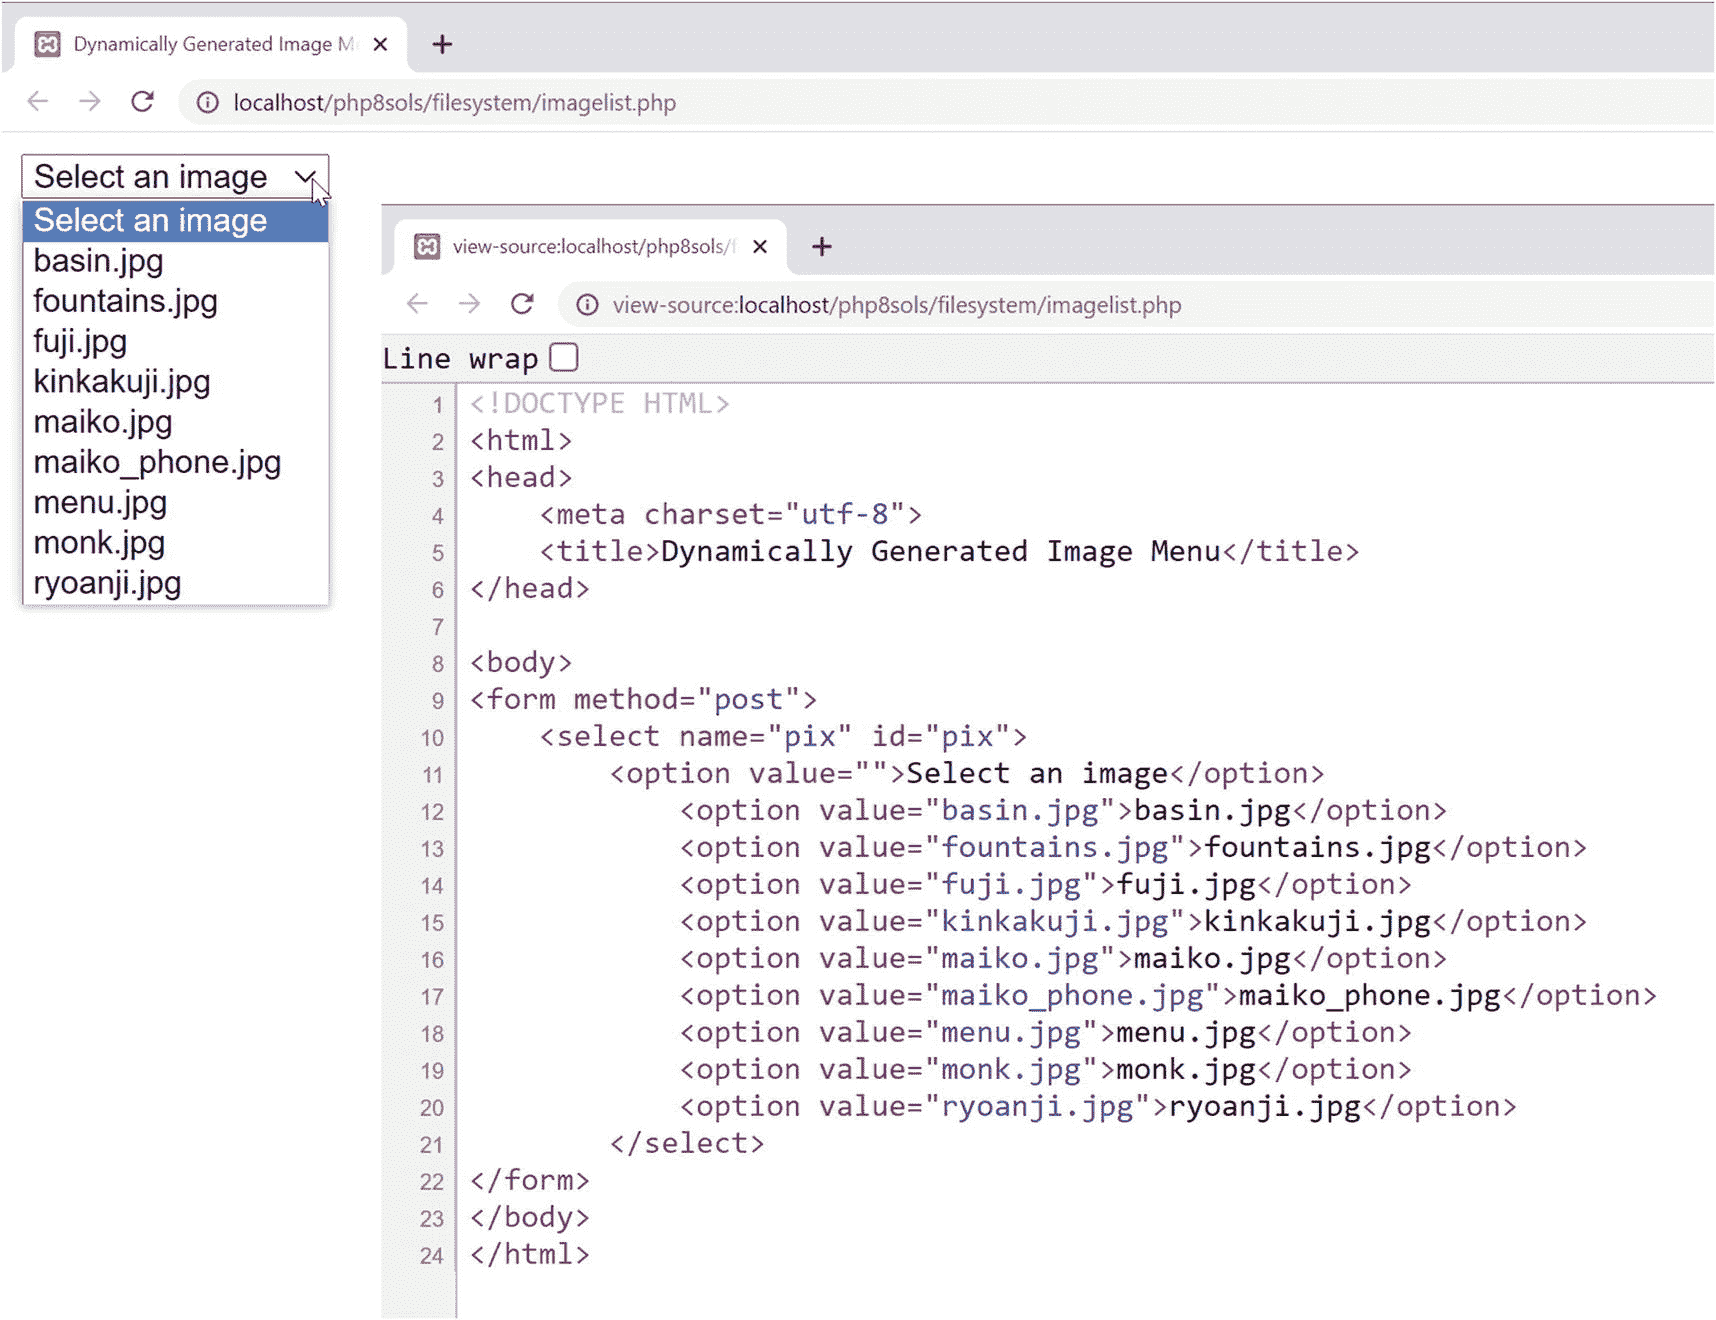 Dynamically Generated Image M
localhost/php8sols/filesystem/imagelist.php
Select an image
Select an image
basin.jpg
fountains.jpg
fuji.jpg
kinkakuji.jpg
maiko.jpg
maiko_phone.jpg
menu.jpg
monk.jpg
ryoanji.jpg
view-source:localhost/php8sols/f
view-source:localhost/php8sols/filesystem/imagelist.php
Line wrap
1 <!DOCTYPE HTML>
2 <html>
3 <head>
4     <meta charset="utf-8">
5     <title>Dynamically Generated Image Menu</title>
6 </head>
7
8 <body>
9 <form method="post">
10     <select name="pix" id="pix">
11         <option value="">Select an image</option>
12             <option value="basin.jpg">basin.jpg</option>
13             <option value="fountains.jpg">fountains.jpg</option>
14             <option value="fuji.jpg">fuji.jpg</option>
15             <option value="kinkakuji.jpg">kinkakuji.jpg</option>
16             <option value="maiko.jpg">maiko.jpg</option>
17             <option value="maiko_phone.jpg">maiko_phone.jpg</option>
18             <option value="menu.jpg">menu.jpg</option>
19             <option value="monk.jpg">monk.jpg</option>
20             <option value="ryoanji.jpg">ryoanji.jpg</option>
21         </select>
22 </form>
23 </body>
24 </html>